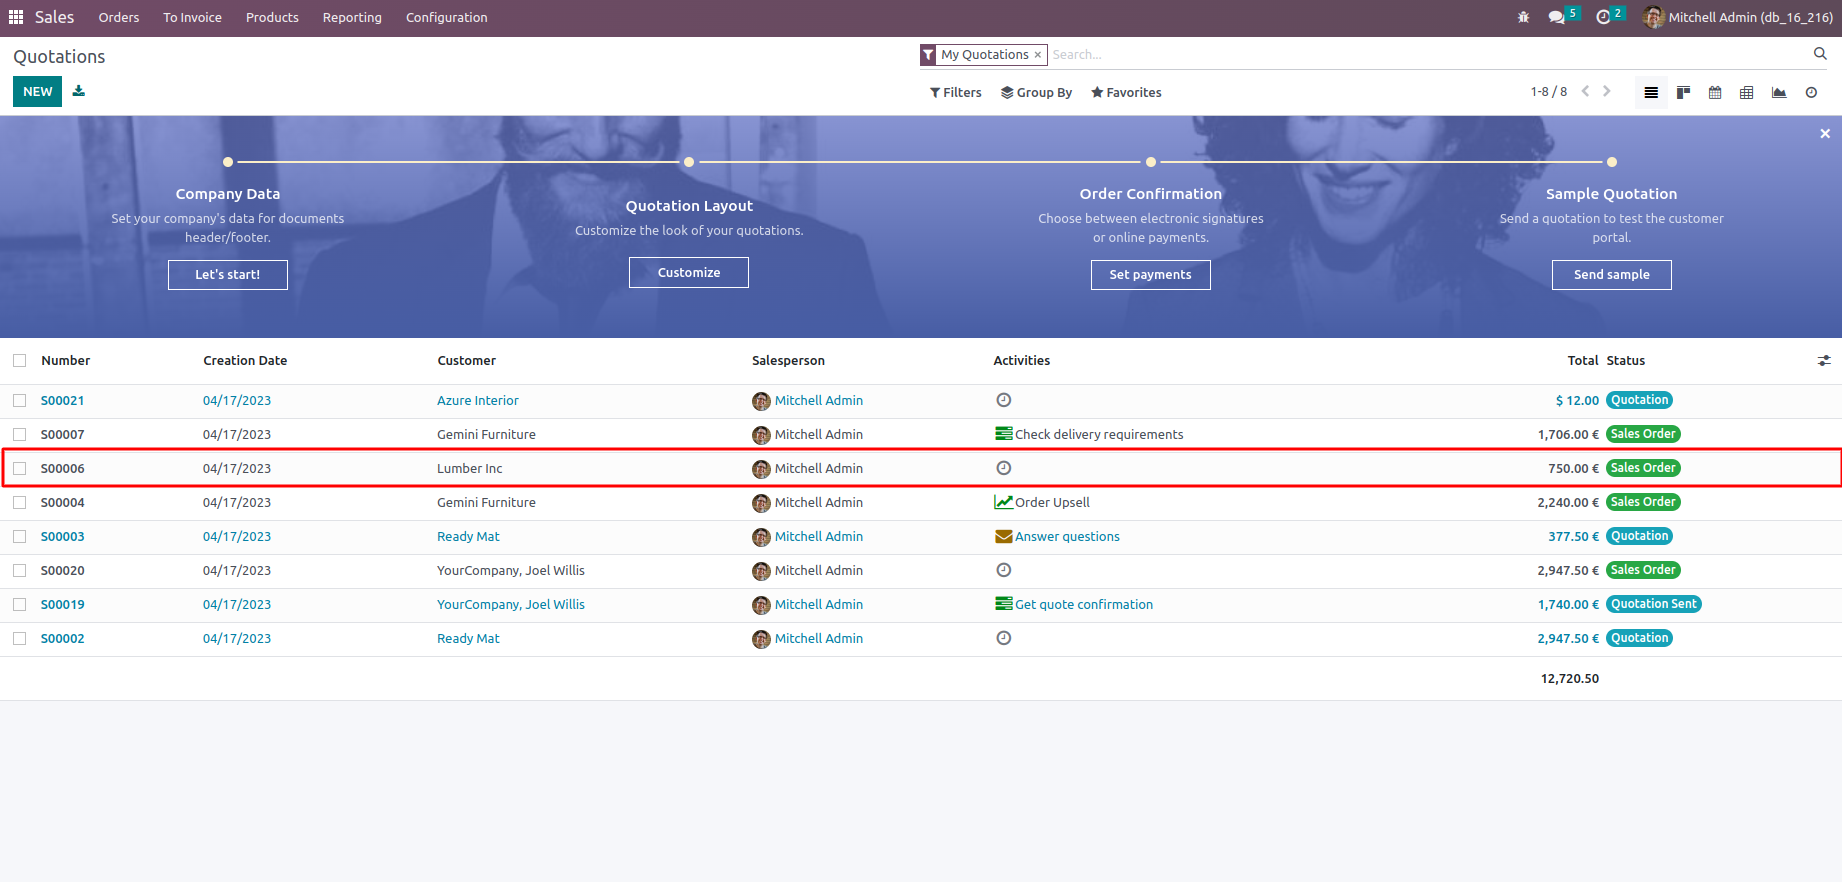 Sales Orders To Invoice Products Reporting Configuration 5 2 Mitchell Admin (db_16_216)
Quotations My Quotations × Search...
NEW Filters Group By Favorites 1-8 / 8
Company Data
Set your company's data for documents
header/footer.
Let's start!
Quotation Layout
Customize the look of your quotations.
Customize
Order Confirmation
Choose between electronic signatures
or online payments.
Set payments
Sample Quotation
Send a quotation to test the customer
portal.
Send sample
Number Creation Date Customer Salesperson Activities Total Status
S00021 04/17/2023 Azure Interior Mitchell Admin $ 12.00 Quotation
S00007 04/17/2023 Gemini Furniture Mitchell Admin Check delivery requirements 1,706.00 € Sales Order
S00006 04/17/2023 Lumber Inc Mitchell Admin 750.00 € Sales Order
S00004 04/17/2023 Gemini Furniture Mitchell Admin Order Upsell 2,240.00 € Sales Order
S00003 04/17/2023 Ready Mat Mitchell Admin Answer questions 377.50 € Quotation
S00020 04/17/2023 YourCompany, Joel Willis Mitchell Admin 2,947.50 € Sales Order
S00019 04/17/2023 YourCompany, Joel Willis Mitchell Admin Get quote confirmation 1,740.00 € Quotation Sent
S00002 04/17/2023 Ready Mat Mitchell Admin 2,947.50 € Quotation
12,720.50